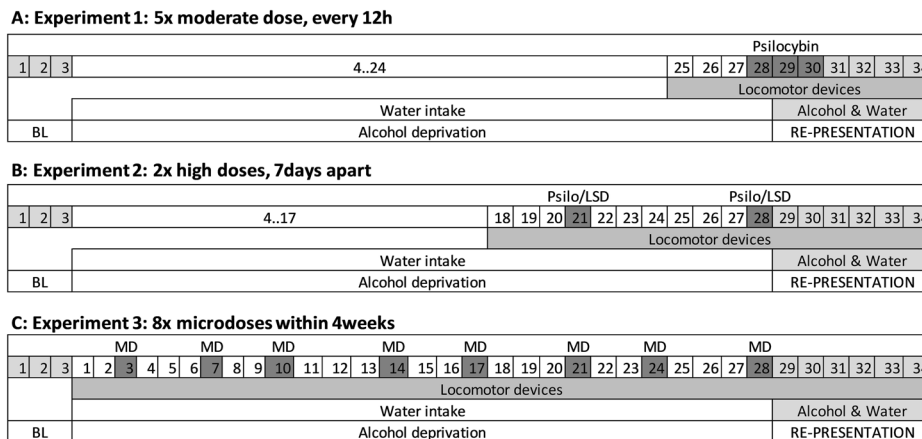 A: Experiment 1: 5x moderate dose, every 12h
Psilocybin
1 2 3 4..24 25 26 27 28 29 30 31 32 33
Locomotor devices
Water intake Alcohol & Water
BL Alcohol deprivation RE-PRESENTATION
B: Experiment 2: 2x high doses, 7days apart
Psilo/LSD Psilo/LSD
1 2 3 4..17 18 19 20 21 22 23 24 25 26 27 28 29 30 31 32 33
Locomotor devices
Water intake Alcohol & Water
BL Alcohol deprivation RE-PRESENTATION
C: Experiment 3: 8x microdoses within 4weeks
MD MD MD MD MD MD MD MD
1 2 3 1 2 3 4 5 6 7 8 9 10 11 12 13 14 15 16 17 18 19 20 21 22 23 24 25 26 27 28 29 30 31 32 33
Locomotor devices
Water intake Alcohol & Water
BL Alcohol deprivation RE-PRESENTATION